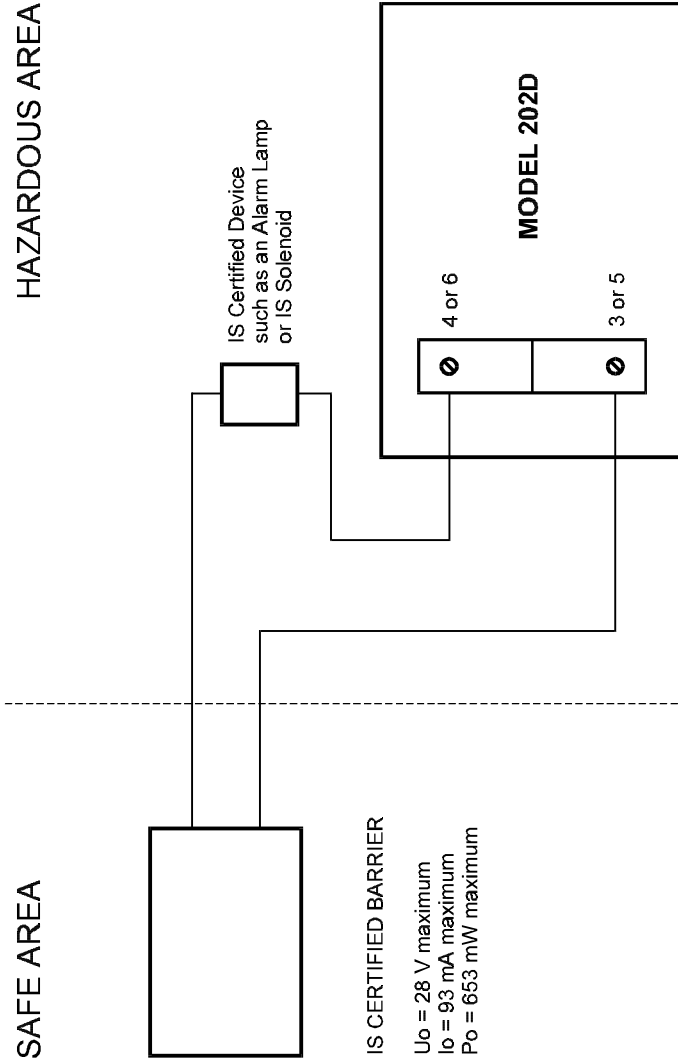 SAFE AREA
HAZARDOUS AREA
IS Certified Device
such as an Alarm Lamp
or IS Solenoid
MODEL 202D
4 or 6
3 or 5
IS CERTIFIED BARRIER
Uo = 28 V maximum
Io = 93 mA maximum
Po = 653 mW maximum